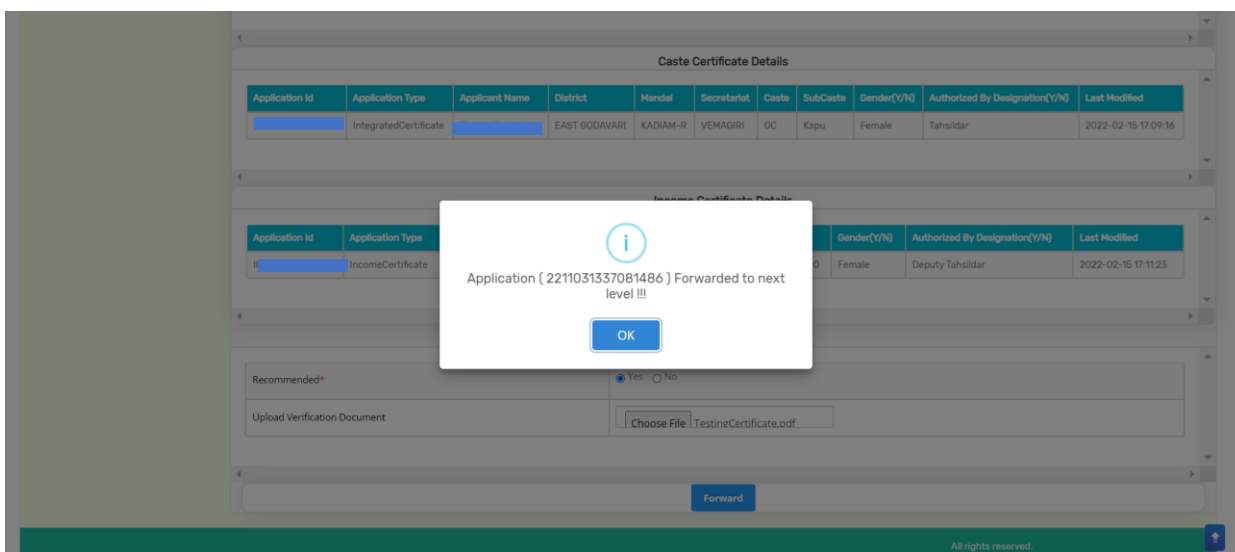 Caste Certificate Details
Application Id Application Type Applicant Name District Mandal Secretariat Caste SubCaste Gender(Y/N) Authorized By Designation(Y/N) Last Modified
IntegratedCertificate EAST GODAVARI KADIAM-R VEMAGIRI OC Kapu Female Tahsildar 2022-02-15 17:09:16
Income Certificate Details
Application Id Application Type Gender(Y/N) Authorized By Designation(Y/N) Last Modified
IncomeCertificate 0 Female Deputy Tahsildar 2022-02-15 17:11:23
i
Application ( 2211031337081486 ) Forwarded to next
level !!!
OK
Recommended* Yes No
Upload Verification Document Choose File TestingCertificate.pdf
Forward
All rights reserved.